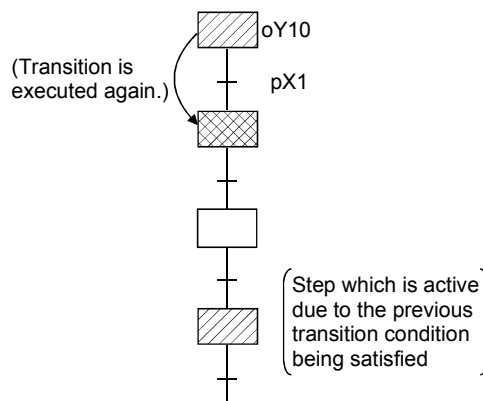 oY10
(Transition is
executed again.)
pX1
Step which is active
due to the previous
transition condition
being satisfied